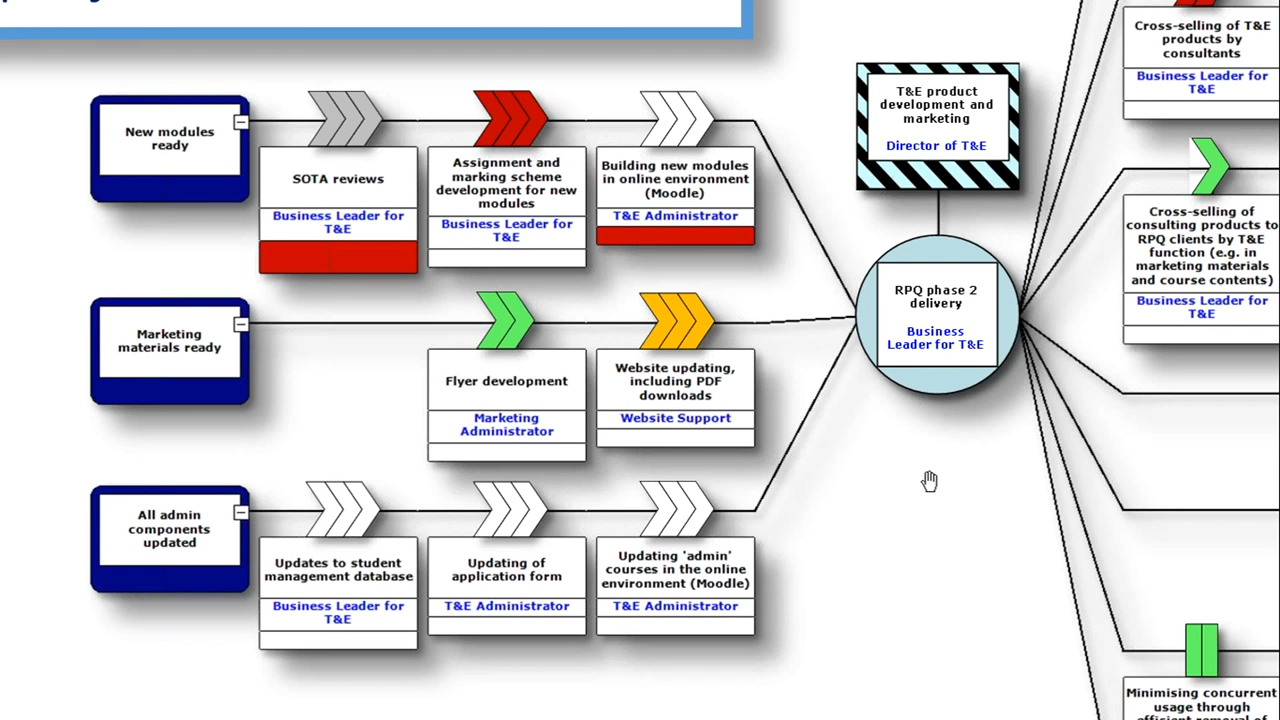 New modules
ready
SOTA reviews
Business Leader for
T&E
Assignment and
marking scheme
development for new
modules
Business Leader for
T&E
Building new modules
in online environment
(Moodle)
T&E Administrator
Marketing
materials ready
Flyer development
Marketing
Administrator
Website updating,
including PDF
downloads
Website Support
All admin
components
updated
Updates to student
management database
Business Leader for
T&E
Updating of
application form
T&E Administrator
Updating 'admin'
courses in the online
environment (Moodle)
T&E Administrator
T&E product
development and
marketing
Director of T&E
RPQ phase 2
delivery
Business
Leader for T&E
Cross-selling of T&E
products by
consultants
Business Leader for
T&E
Cross-selling of
consulting products to
RPQ clients by T&E
function (e.g. in
marketing materials
and course contents)
Business Leader for
T&E
Minimising concurrent
usage through
efficient removal of